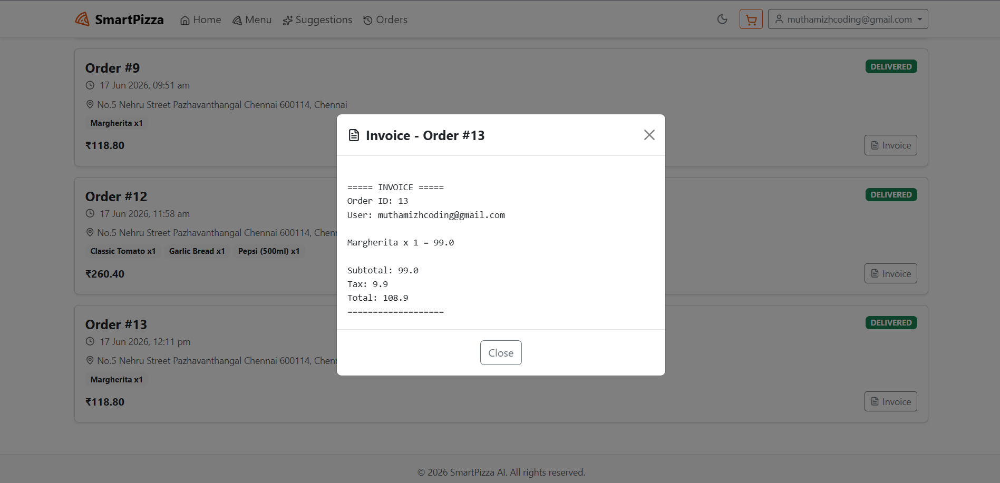 SmartPizza Home Menu Suggestions Orders muthamizhcoding@gmail.com
Order #9 DELIVERED
17 Jun 2026, 09:51 am
No.5 Nehru Street Pazhavanthangal Chennai 600114, Chennai
Margherita x1
₹118.80 Invoice
Order #12 DELIVERED
17 Jun 2026, 11:58 am
No.5 Nehru Street Pazhavanthangal Chennai 600114, Chen
Classic Tomato x1 Garlic Bread x1 Pepsi (500ml) x1
₹260.40 Invoice
Order #13 DELIVERED
17 Jun 2026, 12:11 pm
No.5 Nehru Street Pazhavanthangal Chennai 600114, Chen
Margherita x1
₹118.80 Invoice
Invoice - Order #13
===== INVOICE =====
Order ID: 13
User: muthamizhcoding@gmail.com
Margherita x 1 = 99.0
Subtotal: 99.0
Tax: 9.9
Total: 108.9
===================
Close
© 2026 SmartPizza AI. All rights reserved.